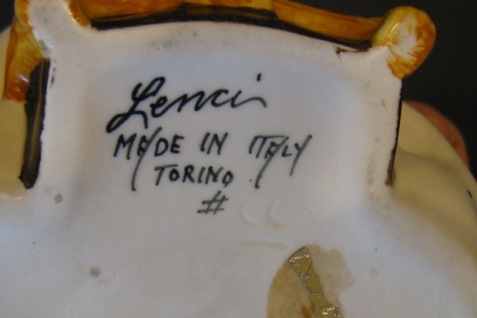 Lenci
MADE IN ITALY
TORINO
#